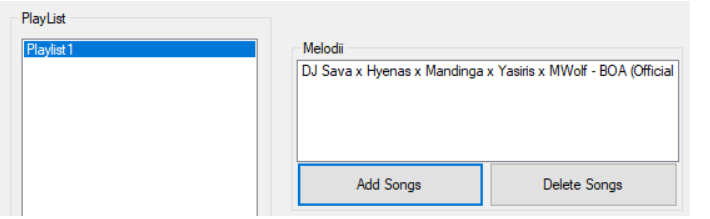 PlayList
Playlist1
Melodii
DJ Sava x Hyenas x Mandinga x Yasiris x MWolf - BOA (Official
Add Songs
Delete Songs